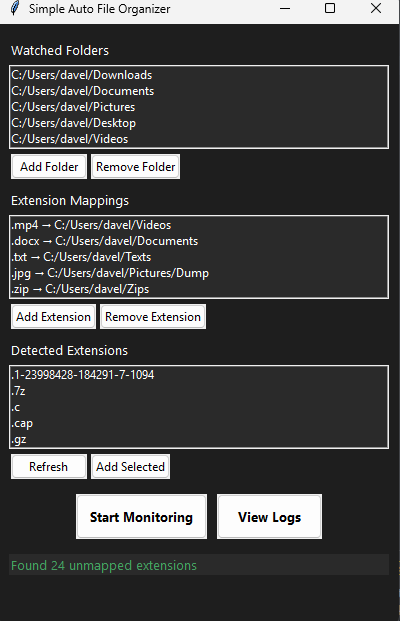 Simple Auto File Organizer
Watched Folders
C:/Users/davel/Downloads
C:/Users/davel/Documents
C:/Users/davel/Pictures
C:/Users/davel/Desktop
C:/Users/davel/Videos
Add Folder Remove Folder
Extension Mappings
.mp4 → C:/Users/davel/Videos
.docx → C:/Users/davel/Documents
.txt → C:/Users/davel/Texts
.jpg → C:/Users/davel/Pictures/Dump
.zip → C:/Users/davel/Zips
Add Extension Remove Extension
Detected Extensions
.1-23998428-184291-7-1094
.7z
.c
.cap
.gz
Refresh Add Selected
Start Monitoring View Logs
Found 24 unmapped extensions